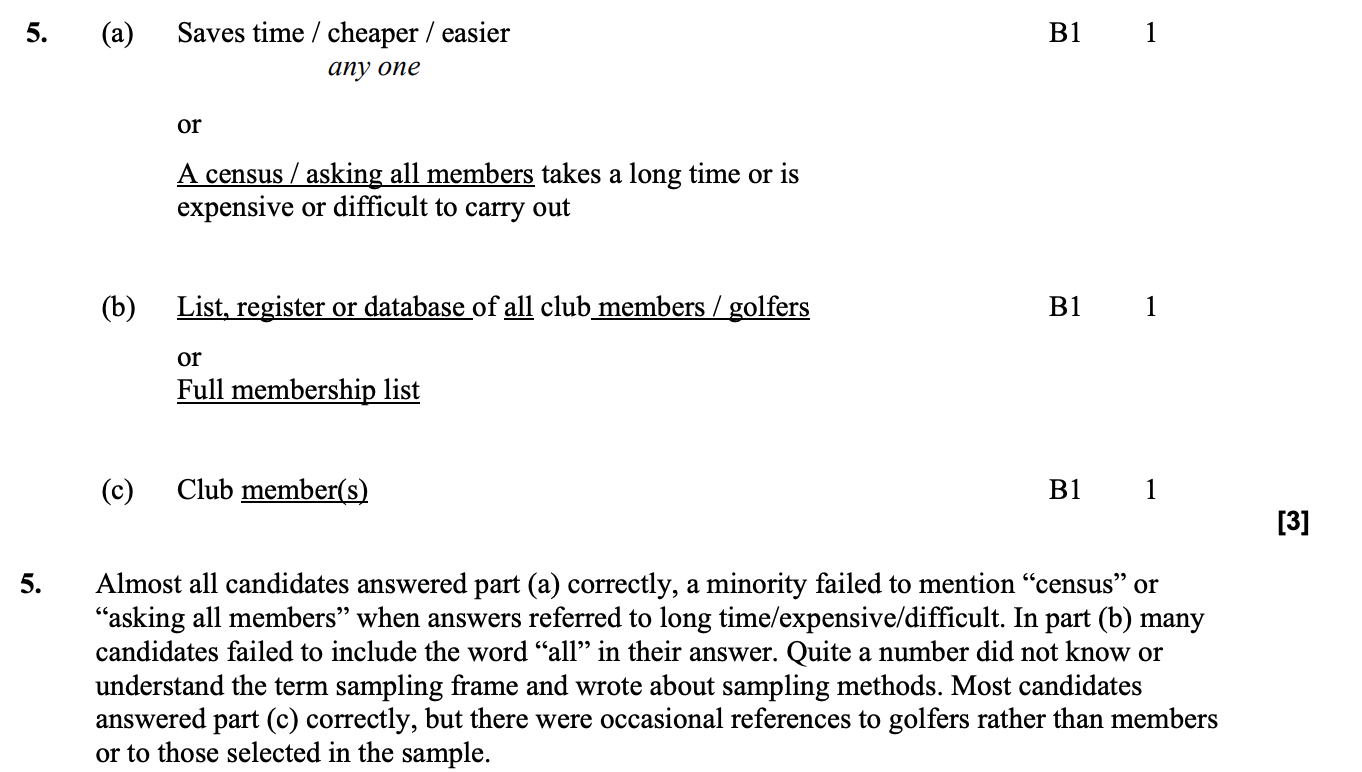 5. (a) Saves time / cheaper / easier B1 1
any one
or
A census / asking all members takes a long time or is
expensive or difficult to carry out
(b) List, register or database of all club members / golfers B1 1
or
Full membership list
(c) Club member(s) B1 1
[3]
5. Almost all candidates answered part (a) correctly, a minority failed to mention “census” or
“asking all members” when answers referred to long time/expensive/difficult. In part (b) many
candidates failed to include the word “all” in their answer. Quite a number did not know or
understand the term sampling frame and wrote about sampling methods. Most candidates
answered part (c) correctly, but there were occasional references to golfers rather than members
or to those selected in the sample.